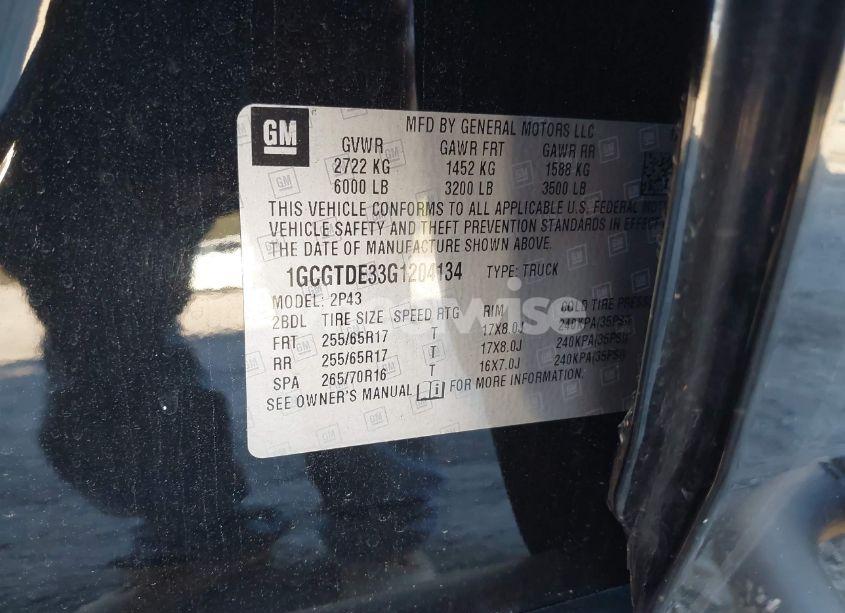 GM
MFD BY GENERAL MOTORS LLC
GVWR GAWR FRT GAWR RR
2722 KG 1452 KG 1588 KG
6000 LB 3200 LB 3500 LB
THIS VEHICLE CONFORMS TO ALL APPLICABLE U.S. FEDERAL
VEHICLE SAFETY AND THEFT PREVENTION STANDARDS IN EFFECT
THE DATE OF MANUFACTURE SHOWN ABOVE.
1GCGTDE33G1204134 TYPE: TRUCK
MODEL: 2P43
2BDL TIRE SIZE SPEED RTG RIM COLD TIRE
FRT 255/65R17 T 17X8.0J 240KPA(35PSI)
RR 255/65R17 T 17X8.0J 240KPA(35PSI)
SPA 265/70R16 T 16X7.0J 240KPA(35PSI)
SEE OWNER'S MANUAL FOR MORE INFORMATION.